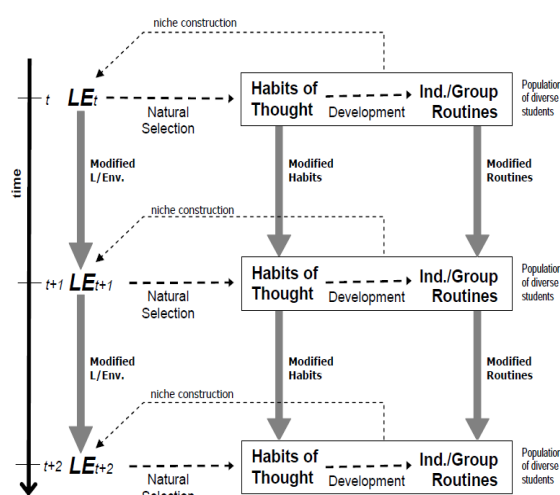 niche construction
t LEt
Natural
Selection
Habits of
Thought
Development
Ind./Group
Routines
Population
of diverse
students
time
Modified
L/Env.
Modified
Habits
Modified
Routines
niche construction
t+1 LEt+1
Natural
Selection
Habits of
Thought
Development
Ind./Group
Routines
Population
of diverse
students
Modified
L/Env.
Modified
Habits
Modified
Routines
niche construction
t+2 LEt+2
Natural
Selection
Habits of
Thought
Development
Ind./Group
Routines
Population
of diverse
students